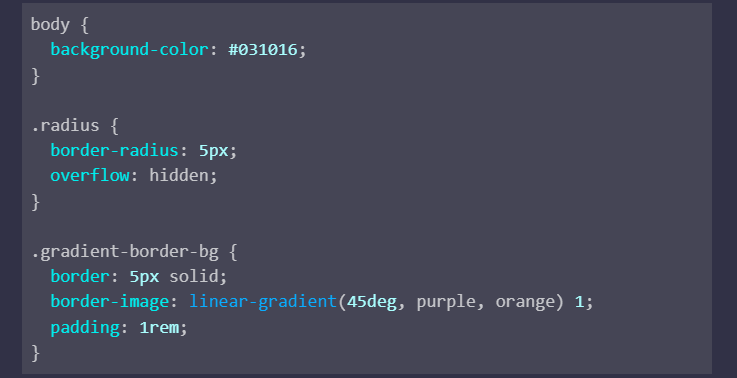 body {
  background-color: #031016;
}

.radius {
  border-radius: 5px;
  overflow: hidden;
}

.gradient-border-bg {
  border: 5px solid;
  border-image: linear-gradient(45deg, purple, orange) 1;
  padding: 1rem;
}